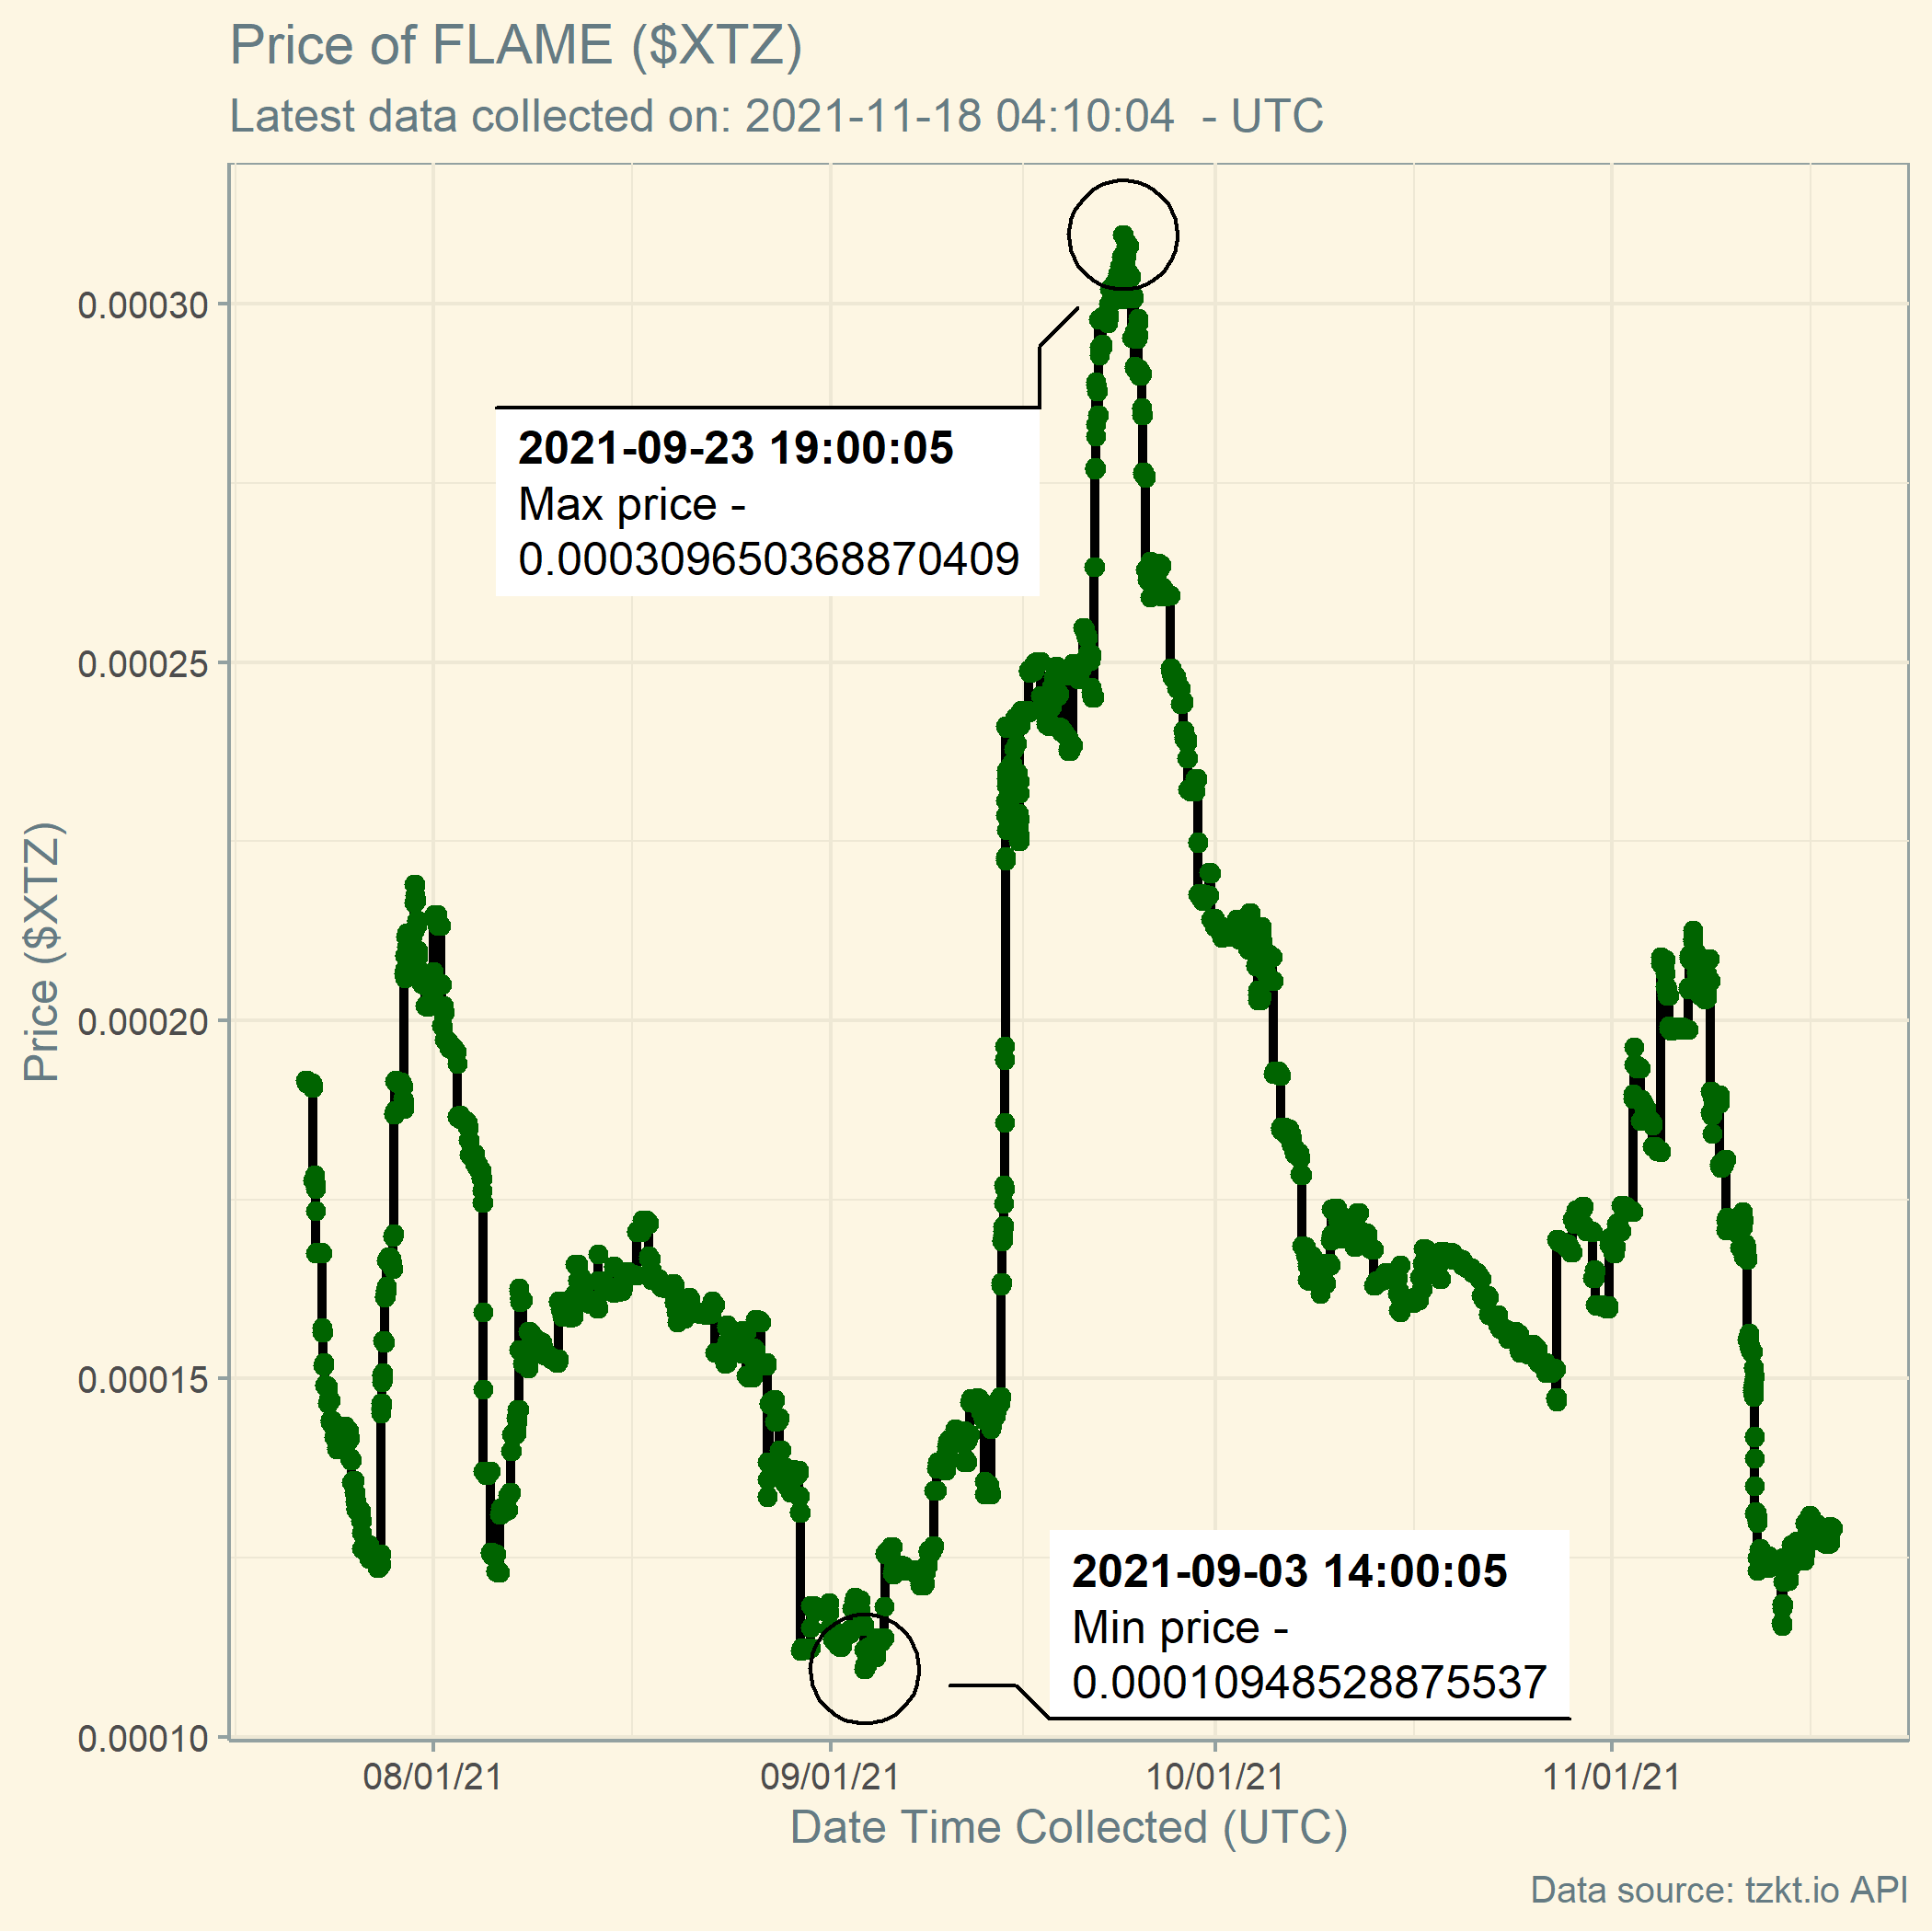 Price of FLAME ($XTZ)
Latest data collected on: 2021-11-18 04:10:04  - UTC
0.00030
2021-09-23 19:00:05
Max price -
0.000309650368870409
0.00025
Price ($XTZ)
0.00020
0.00015
2021-09-03 14:00:05
Min price -
0.00010948528875537
0.00010
08/01/21
09/01/21
10/01/21
11/01/21
Date Time Collected (UTC)
Data source: tzkt.io API